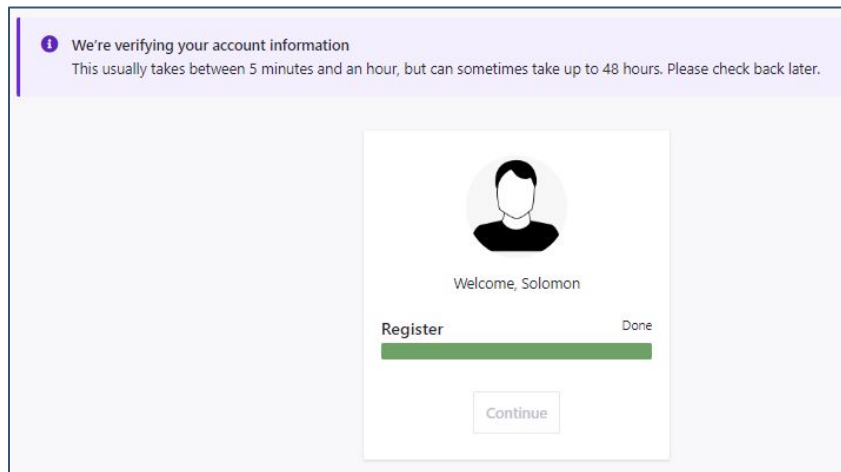 We're verifying your account information
This usually takes between 5 minutes and an hour, but can sometimes take up to 48 hours. Please check back later.
Welcome, Solomon
Register Done
Continue